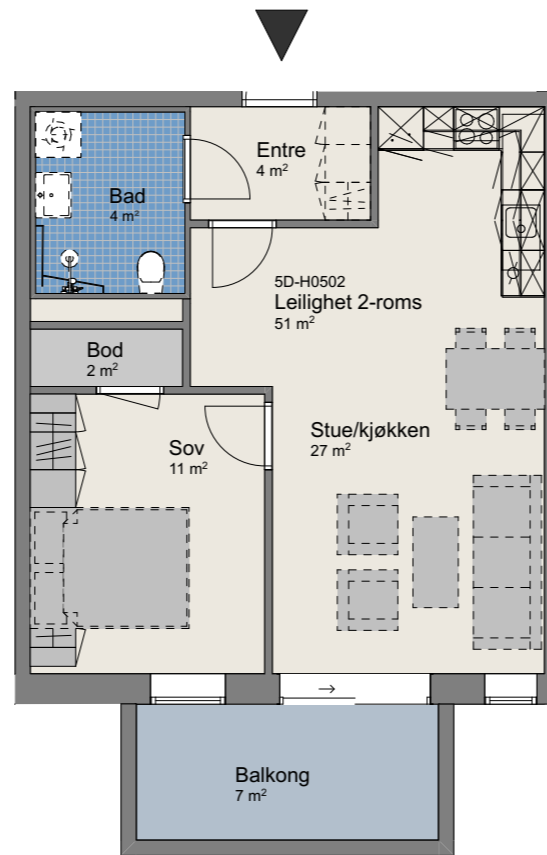 Entre
4 m²
Bad
4 m²
5D-H0502
Leilighet 2-roms
51 m²
Bod
2 m²
Stue/kjøkken
27 m²
Sov
11 m²
Balkong
7 m²